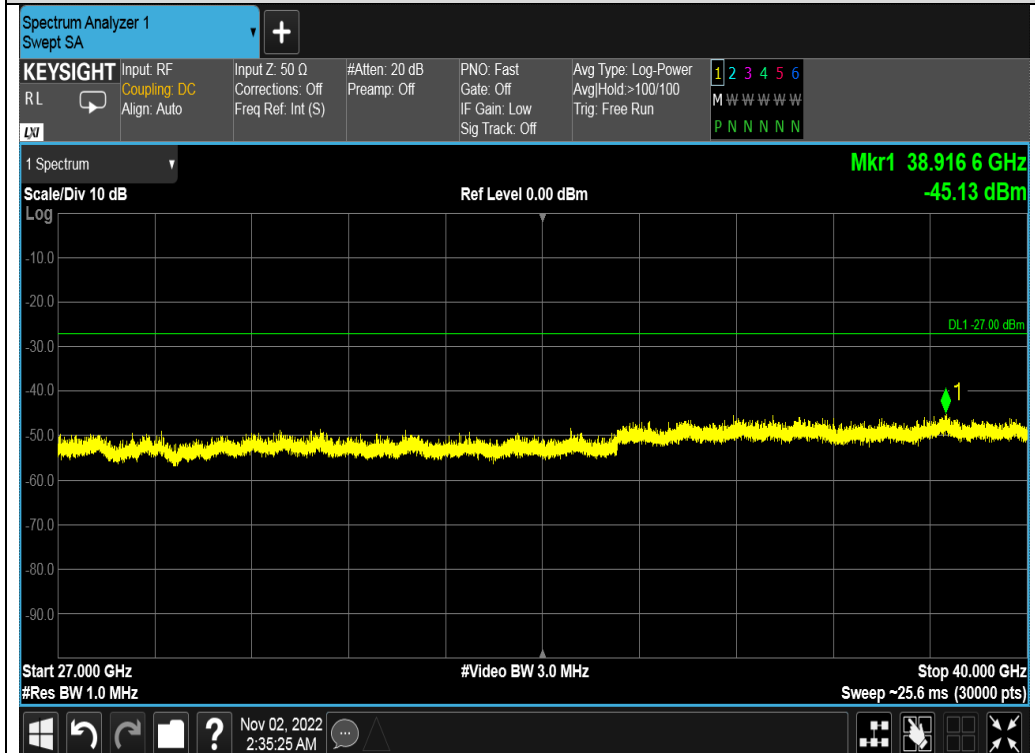 Spectrum Analyzer 1
Swept SA
+
KEYSIGHT
RL
LXI
Input: RF
Coupling: DC
Align: Auto
Input Z: 50 Ω
Corrections: Off
Freq Ref: Int (S)
#Atten: 20 dB
Preamp: Off
PNO: Fast
Gate: Off
IF Gain: Low
Sig Track: Off
Avg Type: Log-Power
Avg|Hold:>100/100
Trig: Free Run
1 2 3 4 5 6
M W W W W W
P N N N N N
1 Spectrum
Mkr1 38.916 6 GHz
-45.13 dBm
Scale/Div 10 dB
Ref Level 0.00 dBm
Log
-10.0
-20.0
DL1 -27.00 dBm
-30.0
-40.0
1
-50.0
-60.0
-70.0
-80.0
-90.0
Start 27.000 GHz
#Video BW 3.0 MHz
Stop 40.000 GHz
#Res BW 1.0 MHz
Sweep ~25.6 ms (30000 pts)
?
Nov 02, 2022
2:35:25 AM